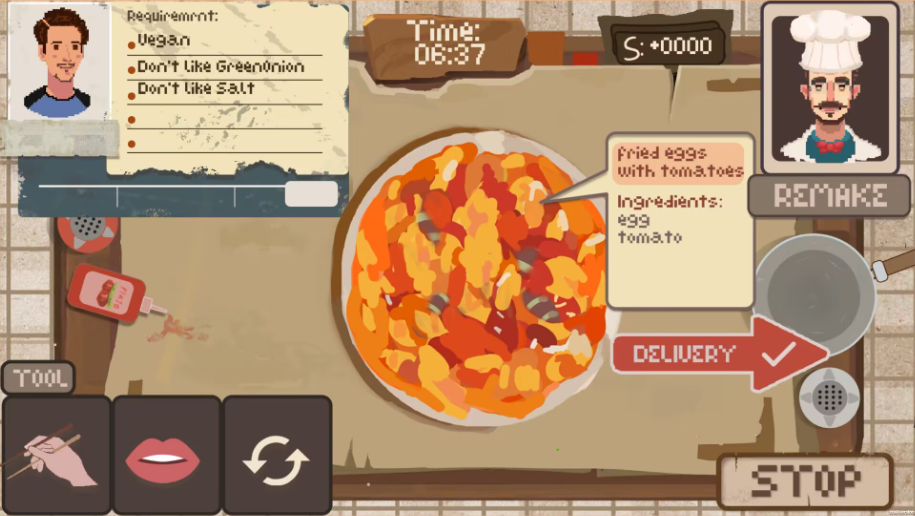 Requirement:
Vegan
Don't like GreenOnion
Don't like Salt
Time:
06:37
S: +0000
fried eggs
with tomatoes
Ingredients:
egg
tomato
REMAKE
DELIVERY
TOOL
STOP